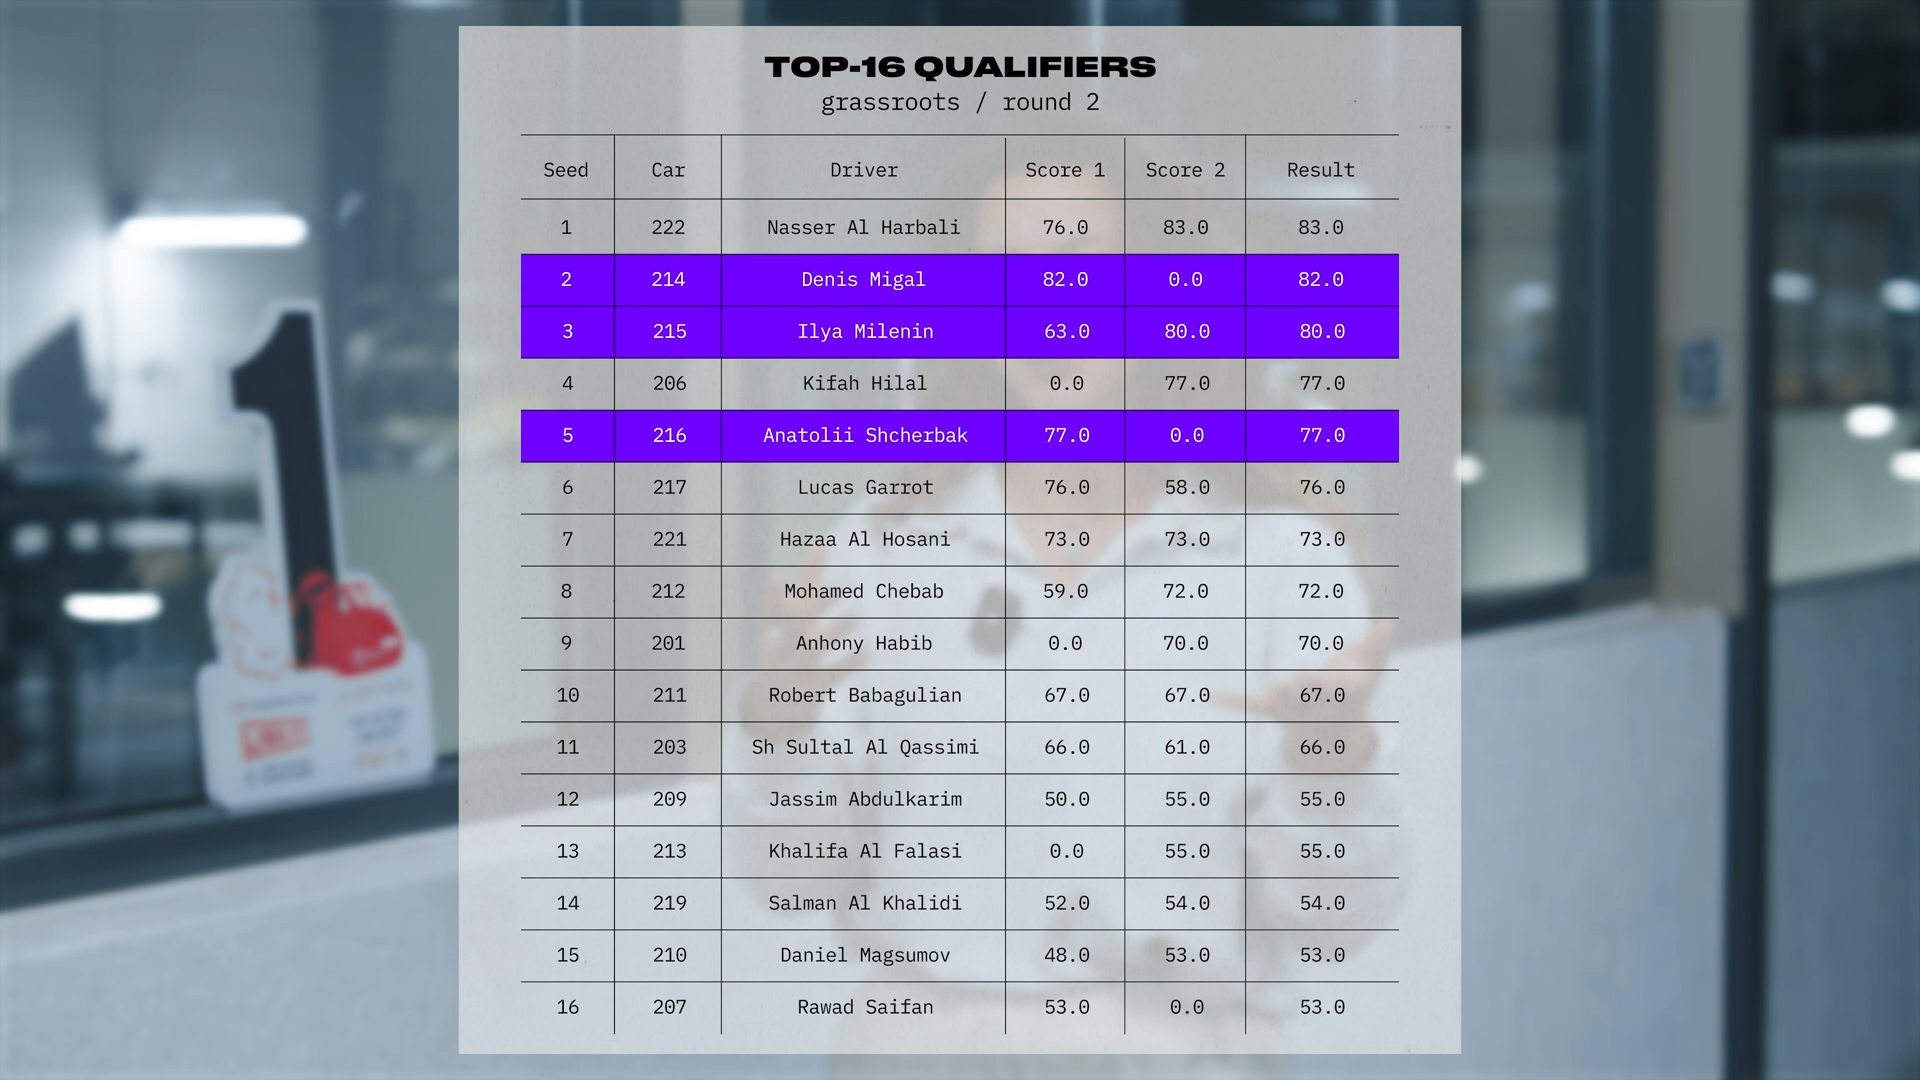 TOP-16 QUALIFIERS
grassroots / round 2
Seed Car Driver Score 1 Score 2 Result
1 222 Nasser Al Harbali 76.0 83.0 83.0
2 214 Denis Migal 82.0 0.0 82.0
3 215 Ilya Milenin 63.0 80.0 80.0
4 206 Kifah Hilal 0.0 77.0 77.0
5 216 Anatolii Shcherbak 77.0 0.0 77.0
6 217 Lucas Garrot 76.0 58.0 76.0
7 221 Hazaa Al Hosani 73.0 73.0 73.0
8 212 Mohamed Chebab 59.0 72.0 72.0
9 201 Anhony Habib 0.0 70.0 70.0
10 211 Robert Babagulian 67.0 67.0 67.0
11 203 Sh Sultal Al Qassimi 66.0 61.0 66.0
12 209 Jassim Abdulkarim 50.0 55.0 55.0
13 213 Khalifa Al Falasi 0.0 55.0 55.0
14 219 Salman Al Khalidi 52.0 54.0 54.0
15 210 Daniel Magsumov 48.0 53.0 53.0
16 207 Rawad Saifan 53.0 0.0 53.0
1